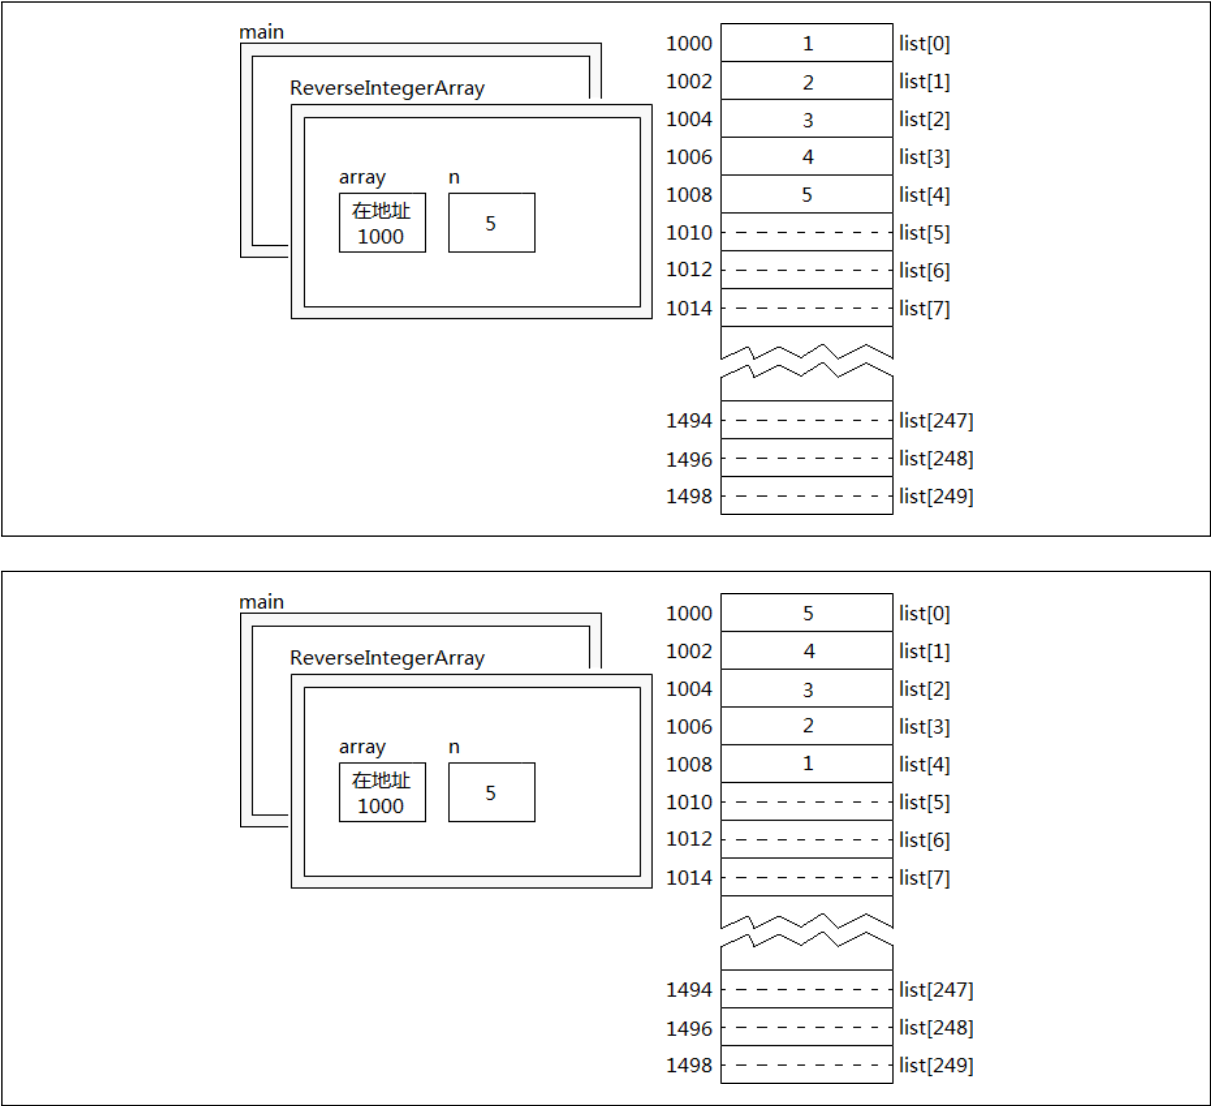 main
ReverseIntegerArray
array n
在地址
1000
5
1000 1 list[0]
1002 2 list[1]
1004 3 list[2]
1006 4 list[3]
1008 5 list[4]
1010 list[5]
1012 list[6]
1014 list[7]
1494 list[247]
1496 list[248]
1498 list[249]
main
ReverseIntegerArray
array n
在地址
1000
5
1000 5 list[0]
1002 4 list[1]
1004 3 list[2]
1006 2 list[3]
1008 1 list[4]
1010 list[5]
1012 list[6]
1014 list[7]
1494 list[247]
1496 list[248]
1498 list[249]